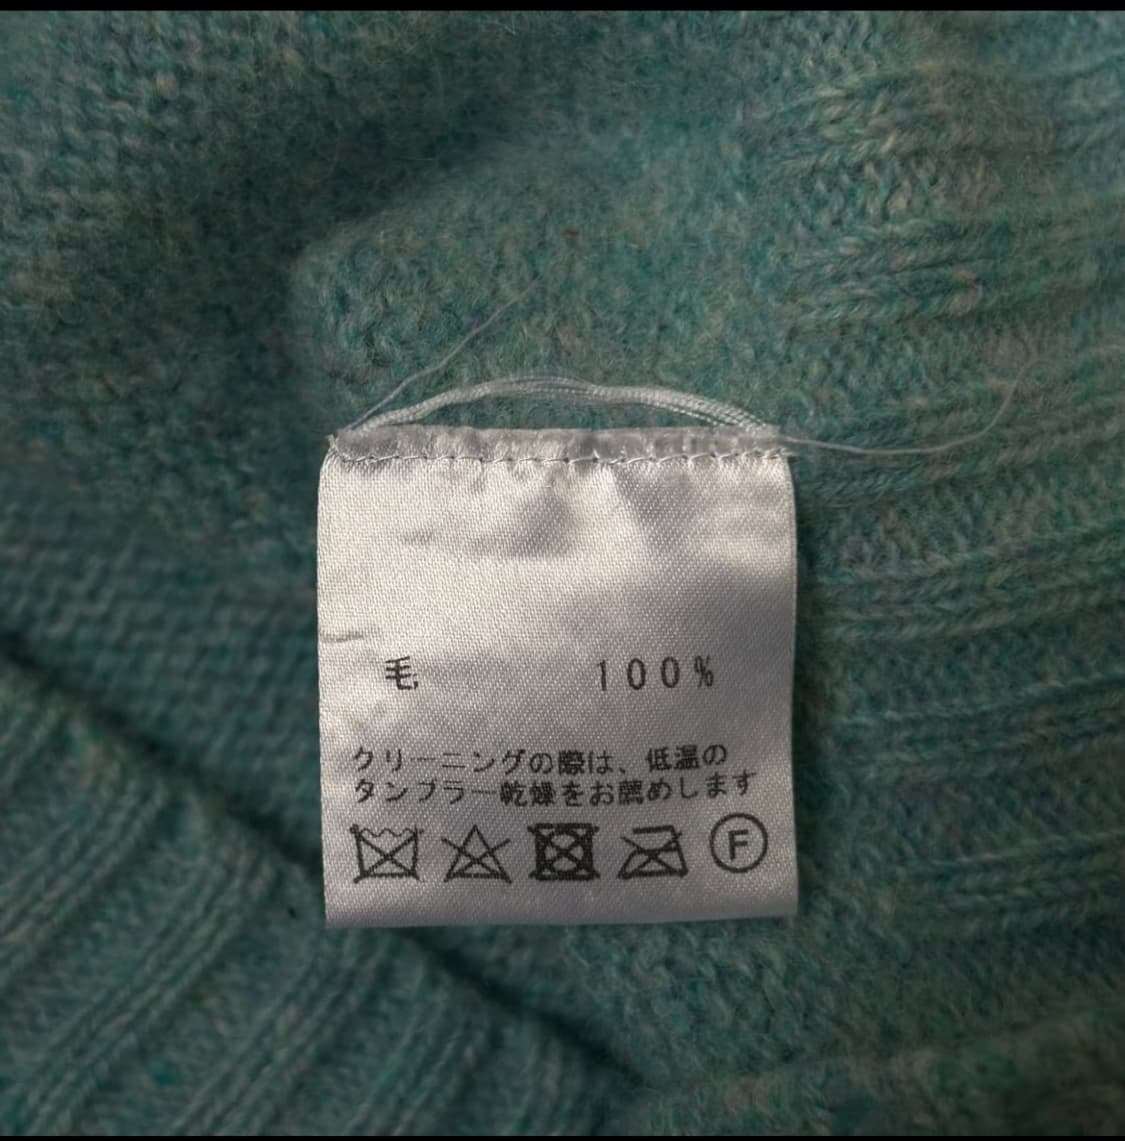 毛 100%
クリーニングの際は、低温の
タンブラー乾燥をお薦めします
F